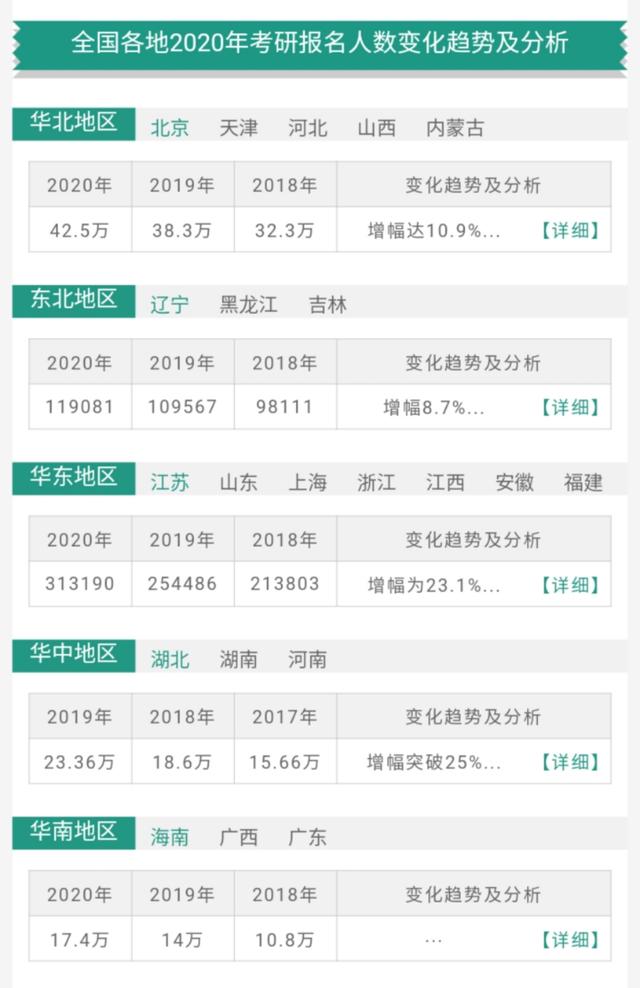 全国各地2020年考研报名人数变化趋势及分析
华北地区 北京 天津 河北 山西 内蒙古
2020年 2019年 2018年 变化趋势及分析
42.5万 38.3万 32.3万 增幅达10.9%... 【详细】
东北地区 辽宁 黑龙江 吉林
2020年 2019年 2018年 变化趋势及分析
119081 109567 98111 增幅8.7%... 【详细】
华东地区 江苏 山东 上海 浙江 江西 安徽 福建
2020年 2019年 2018年 变化趋势及分析
313190 254486 213803 增幅为23.1%... 【详细】
华中地区 湖北 湖南 河南
2019年 2018年 2017年 变化趋势及分析
23.36万 18.6万 15.66万 增幅突破25%... 【详细】
华南地区 海南 广西 广东
2020年 2019年 2018年 变化趋势及分析
17.4万 14万 10.8万 ... 【详细】